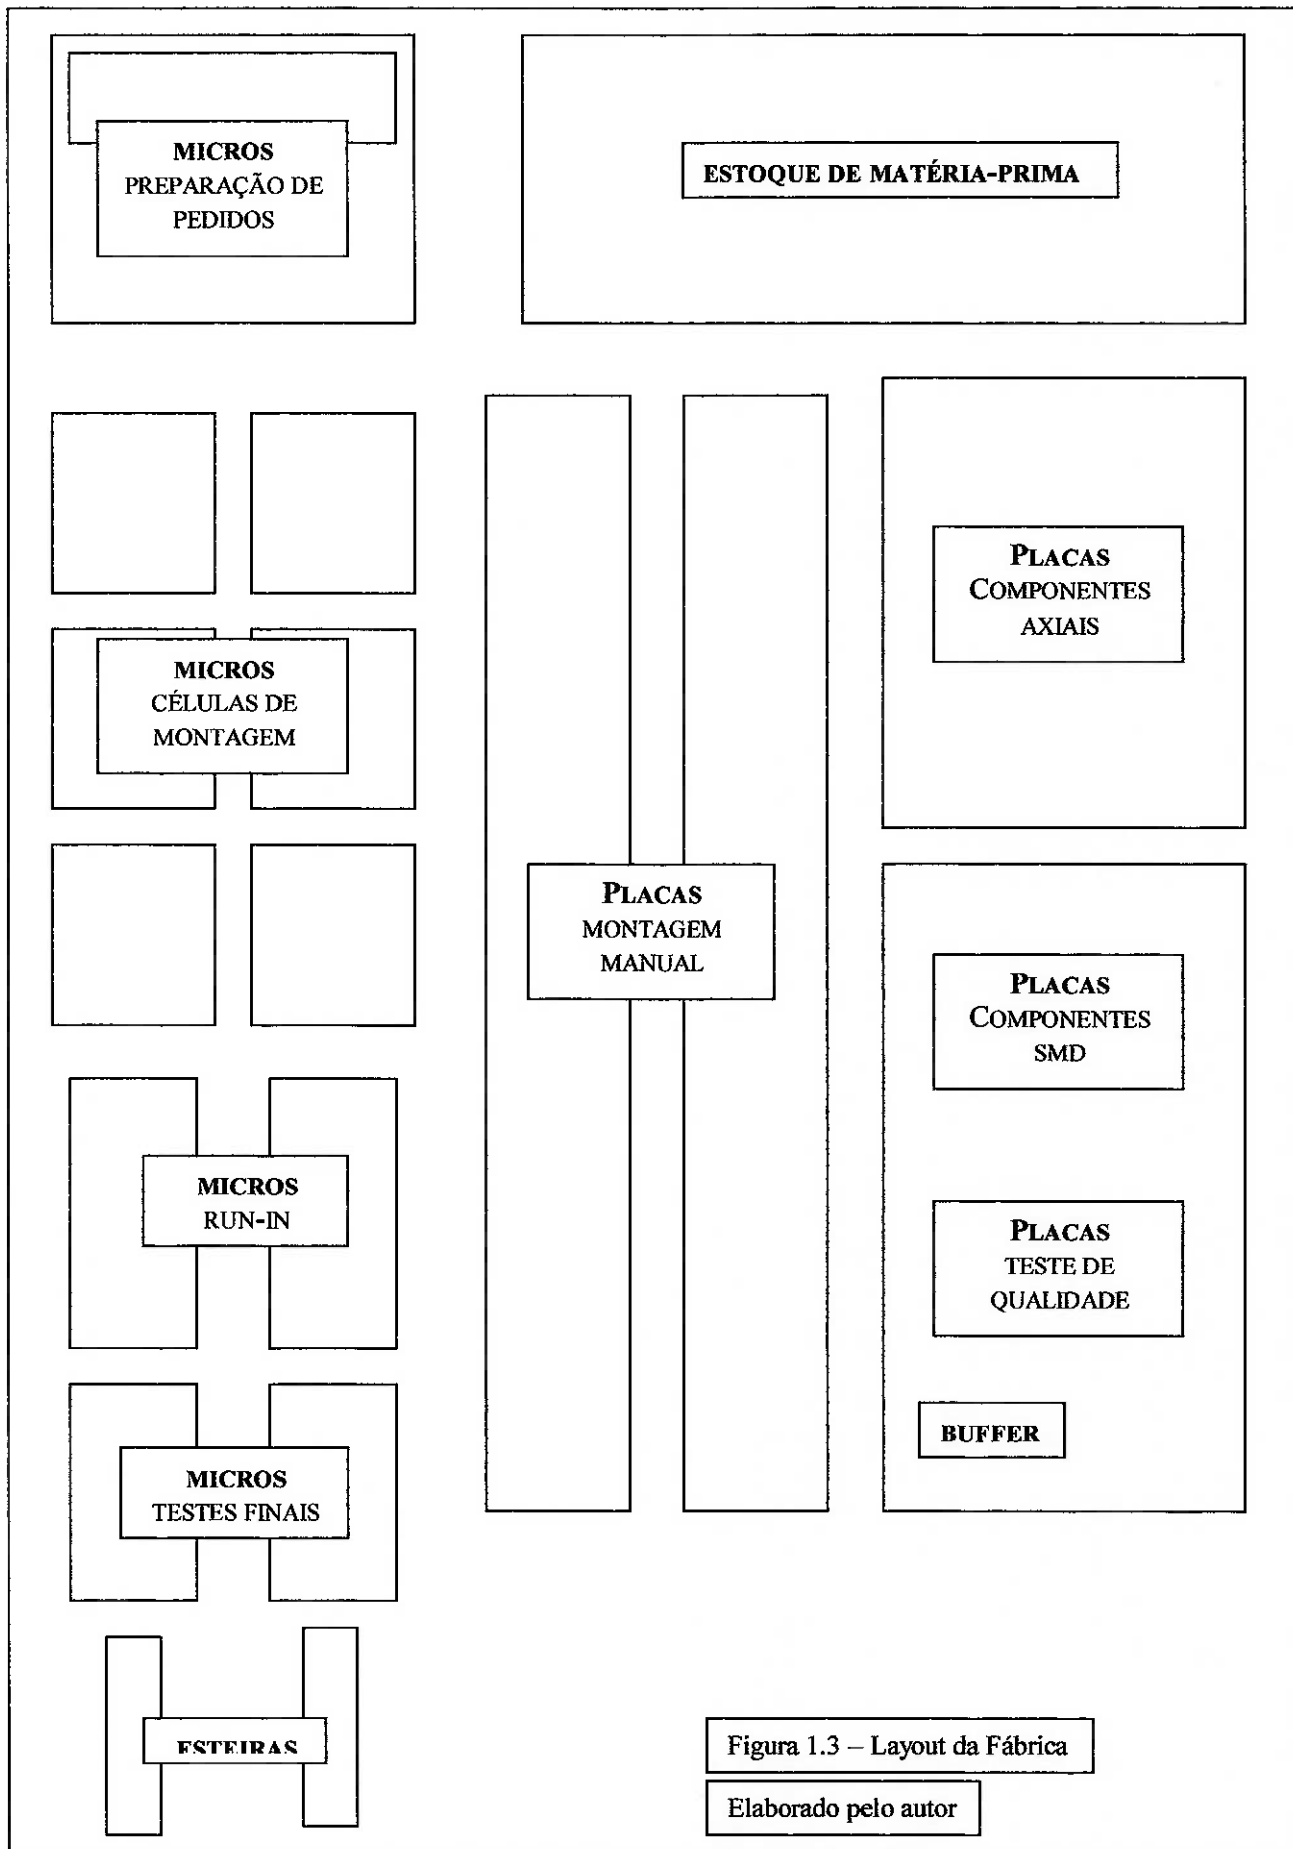 MICROS
PREPARAÇÃO DE
PEDIDOS
ESTOQUE DE MATÉRIA-PRIMA
PLACAS
COMPONENTES
AXIAIS
MICROS
CÉLULAS DE
MONTAGEM
PLACAS
MONTAGEM
MANUAL
PLACAS
COMPONENTES
SMD
MICROS
RUN-IN
PLACAS
TESTE DE
QUALIDADE
BUFFER
MICROS
TESTES FINAIS
ESTEIRAS
Figura 1.3 – Layout da Fábrica
Elaborado pelo autor